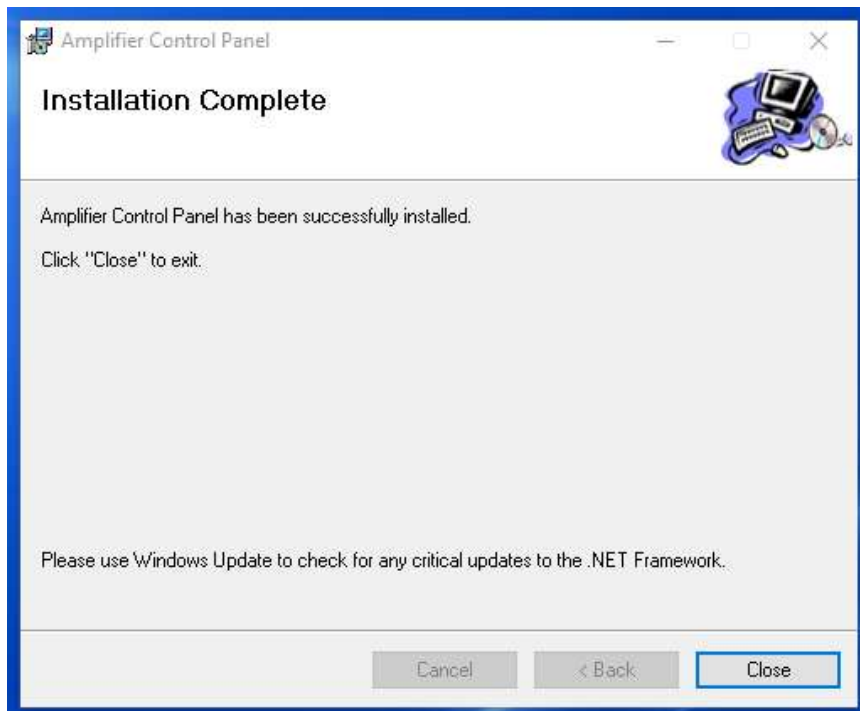 Amplifier Control Panel
Installation Complete
Amplifier Control Panel has been successfully installed.
Click "Close" to exit.
Please use Windows Update to check for any critical updates to the .NET Framework.
Cancel
< Back
Close